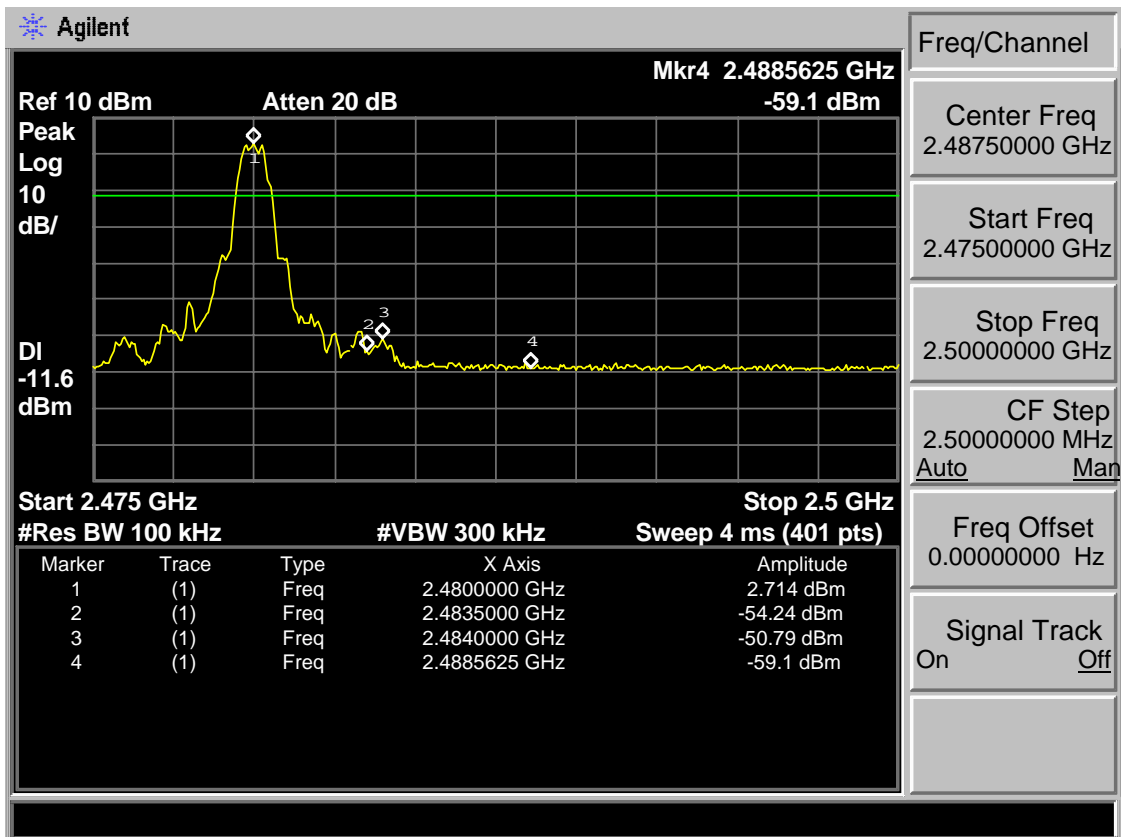 Agilent
Freq/Channel
Mkr4 2.4885625 GHz
Ref 10 dBm Atten 20 dB -59.1 dBm
Peak
Log
10
dB/
1
2
3
4
DI
-11.6
dBm
Start 2.475 GHz Stop 2.5 GHz
#Res BW 100 kHz #VBW 300 kHz Sweep 4 ms (401 pts)
Marker Trace Type X Axis Amplitude
1 (1) Freq 2.4800000 GHz 2.714 dBm
2 (1) Freq 2.4835000 GHz -54.24 dBm
3 (1) Freq 2.4840000 GHz -50.79 dBm
4 (1) Freq 2.4885625 GHz -59.1 dBm
Center Freq
2.48750000 GHz
Start Freq
2.47500000 GHz
Stop Freq
2.50000000 GHz
CF Step
2.50000000 MHz
Auto Man
Freq Offset
0.00000000 Hz
Signal Track
On Off